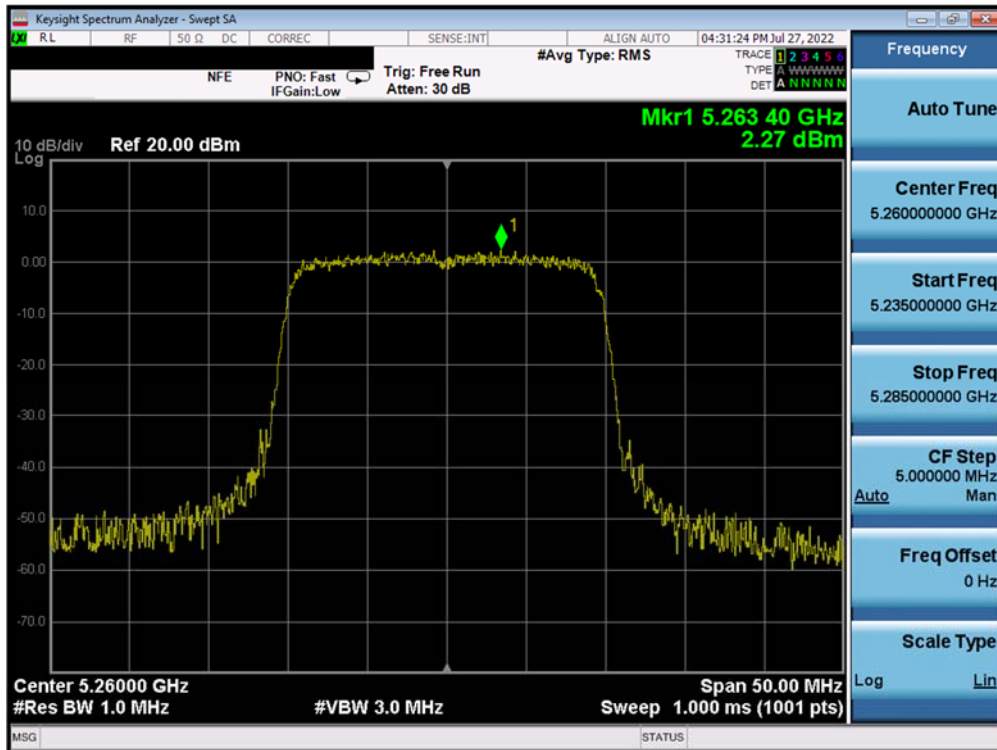 Keysight Spectrum Analyzer - Swept SA
LXI RL RF 50 Ω DC CORREC SENSE:INT ALIGN AUTO 04:31:24 PM Jul 27, 2022
Frequency
#Avg Type: RMS
TRACE 1 2 3 4 5 6
NFE PNO: Fast Trig: Free Run
TYPE A WWWWW
IFGain:Low Atten: 30 dB
DET A N N N N N
Auto Tune
Mkr1 5.263 40 GHz
2.27 dBm
10 dB/div Ref 20.00 dBm
Log
1
10.0
0.00
-10.0
-20.0
-30.0
-40.0
-50.0
-60.0
-70.0
Center Freq
5.260000000 GHz
Start Freq
5.235000000 GHz
Stop Freq
5.285000000 GHz
CF Step
5.000000 MHz
Auto Man
Freq Offset
0 Hz
Scale Type
Log Lin
Center 5.26000 GHz Span 50.00 MHz
#Res BW 1.0 MHz #VBW 3.0 MHz Sweep 1.000 ms (1001 pts)
MSG STATUS